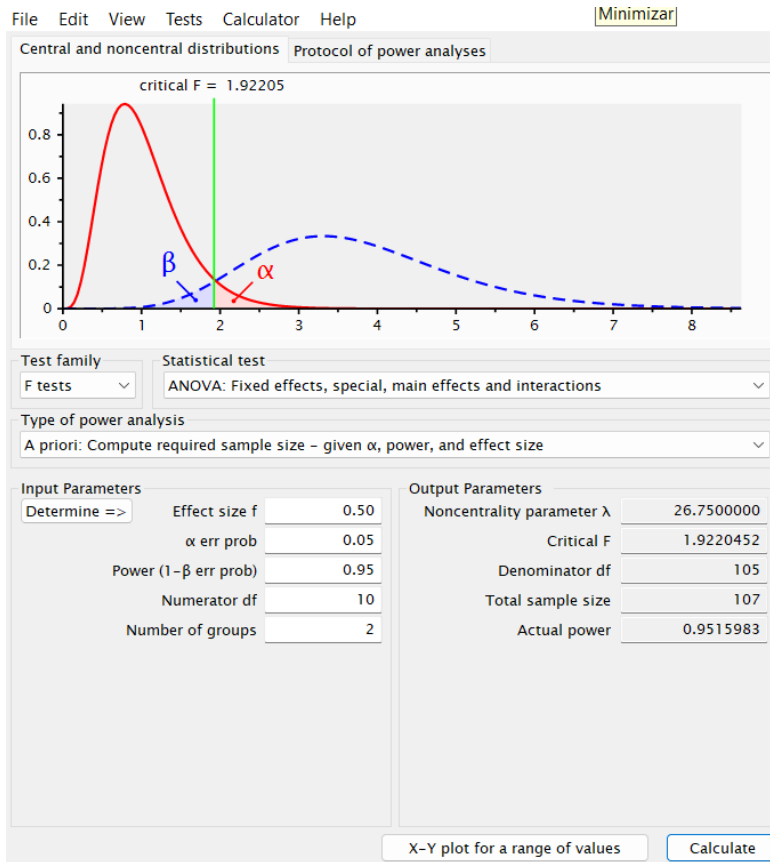 File Edit View Tests Calculator Help
Minimizar
Central and noncentral distributions Protocol of power analyses
critical F = 1.92205
0.8
0.6
0.4
0.2
0
β α
0 1 2 3 4 5 6 7 8
Test family Statistical test
F tests ANOVA: Fixed effects, special, main effects and interactions
Type of power analysis
A priori: Compute required sample size – given α, power, and effect size
Input Parameters Output Parameters
Determine => Effect size f 0.50 Noncentrality parameter λ 26.7500000
α err prob 0.05 Critical F 1.9220452
Power (1-β err prob) 0.95 Denominator df 105
Numerator df 10 Total sample size 107
Number of groups 2 Actual power 0.9515983
X-Y plot for a range of values Calculate